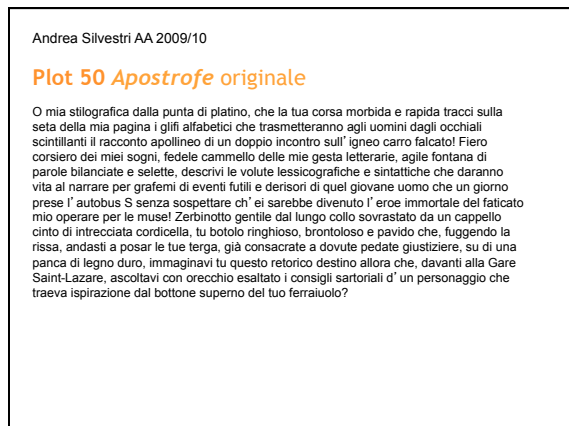 Andrea Silvestri AA 2009/10
Plot 50 Apostrofe originale
O mia stilografica dalla punta di platino, che la tua corsa morbida e rapida tracci sulla
seta della mia pagina i glifi alfabetici che trasmetteranno agli uomini dagli occhiali
scintillanti il racconto apollineo di un doppio incontro sull’igneo carro falcato! Fiero
corsiero dei miei sogni, fedele cammello delle mie gesta letterarie, agile fontana di
parole bilanciate e selette, descrivi le volute lessicografiche e sintattiche che daranno
vita al narrare per grafemi di eventi futili e derisori di quel giovane uomo che un giorno
prese l’autobus S senza sospettare ch’ei sarebbe divenuto l’eroe immortale del faticato
mio operare per le muse! Zerbinotto gentile dal lungo collo sovrastato da un cappello
cinto di intrecciata cordicella, tu botolo ringhioso, brontoloso e pavido che, fuggendo la
rissa, andasti a posar le tue terga, già consacrate a dovute pedate giustiziere, su di una
panca di legno duro, immaginavi tu questo retorico destino allora che, davanti alla Gare
Saint-Lazare, ascoltavi con orecchio esaltato i consigli sartoriali d’un personaggio che
traeva ispirazione dal bottone superno del tuo ferraiuolo?